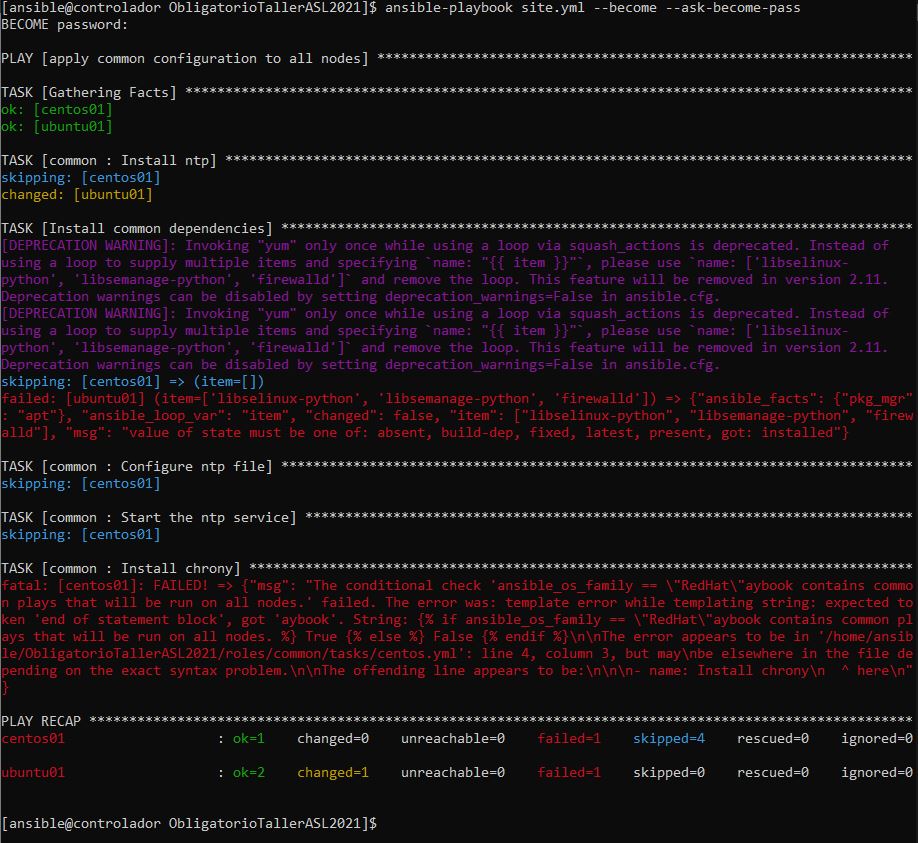 [ansible@controlador ObligatorioTallerASL2021]$ ansible-playbook site.yml --become --ask-become-pass
BECOME password:
PLAY [apply common configuration to all nodes] *******************************************************************
TASK [Gathering Facts] *******************************************************************************************
ok: [centos01]
ok: [ubuntu01]
TASK [common : Install ntp] **************************************************************************************
skipping: [centos01]
changed: [ubuntu01]
TASK [Install common dependencies] *******************************************************************************
[DEPRECATION WARNING]: Invoking "yum" only once while using a loop via squash_actions is deprecated. Instead of
using a loop to supply multiple items and specifying `name: "{{ item }}"`, please use `name: ['libselinux-
python', 'libsemanage-python', 'firewalld']` and remove the loop. This feature will be removed in version 2.11.
Deprecation warnings can be disabled by setting deprecation_warnings=False in ansible.cfg.
[DEPRECATION WARNING]: Invoking "yum" only once while using a loop via squash_actions is deprecated. Instead of
using a loop to supply multiple items and specifying `name: "{{ item }}"`, please use `name: ['libselinux-
python', 'libsemanage-python', 'firewalld']` and remove the loop. This feature will be removed in version 2.11.
Deprecation warnings can be disabled by setting deprecation_warnings=False in ansible.cfg.
skipping: [centos01] => (item=[])
failed: [ubuntu01] (item=['libselinux-python', 'libsemanage-python', 'firewalld']) => {"ansible_facts": {"pkg_mgr"
: "apt"}, "ansible_loop_var": "item", "changed": false, "item": ["libselinux-python", "libsemanage-python", "firew
alld"], "msg": "value of state must be one of: absent, build-dep, fixed, latest, present, got: installed"}
TASK [common : Configure ntp file] *******************************************************************************
skipping: [centos01]
TASK [common : Start the ntp service] ****************************************************************************
skipping: [centos01]
TASK [common : Install chrony] ***********************************************************************************
fatal: [centos01]: FAILED! => {"msg": "The conditional check 'ansible_os_family == \"RedHat\"aybook contains commo
n plays that will be run on all nodes.' failed. The error was: template error while templating string: expected to
ken 'end of statement block', got 'aybook'. String: {% if ansible_os_family == \"RedHat\"aybook contains common pl
ays that will be run on all nodes. %} True {% else %} False {% endif %}\n\nThe error appears to be in '/home/ansib
le/ObligatorioTallerASL2021/roles/common/tasks/centos.yml': line 4, column 3, but may\nbe elsewhere in the file de
pending on the exact syntax problem.\n\nThe offending line appears to be:\n\n\n- name: Install chrony\n  ^ here\n"
}
PLAY RECAP *******************************************************************************************************
centos01                   : ok=1    changed=0    unreachable=0    failed=1    skipped=4    rescued=0    ignored=0
ubuntu01                   : ok=2    changed=1    unreachable=0    failed=1    skipped=0    rescued=0    ignored=0
[ansible@controlador ObligatorioTallerASL2021]$